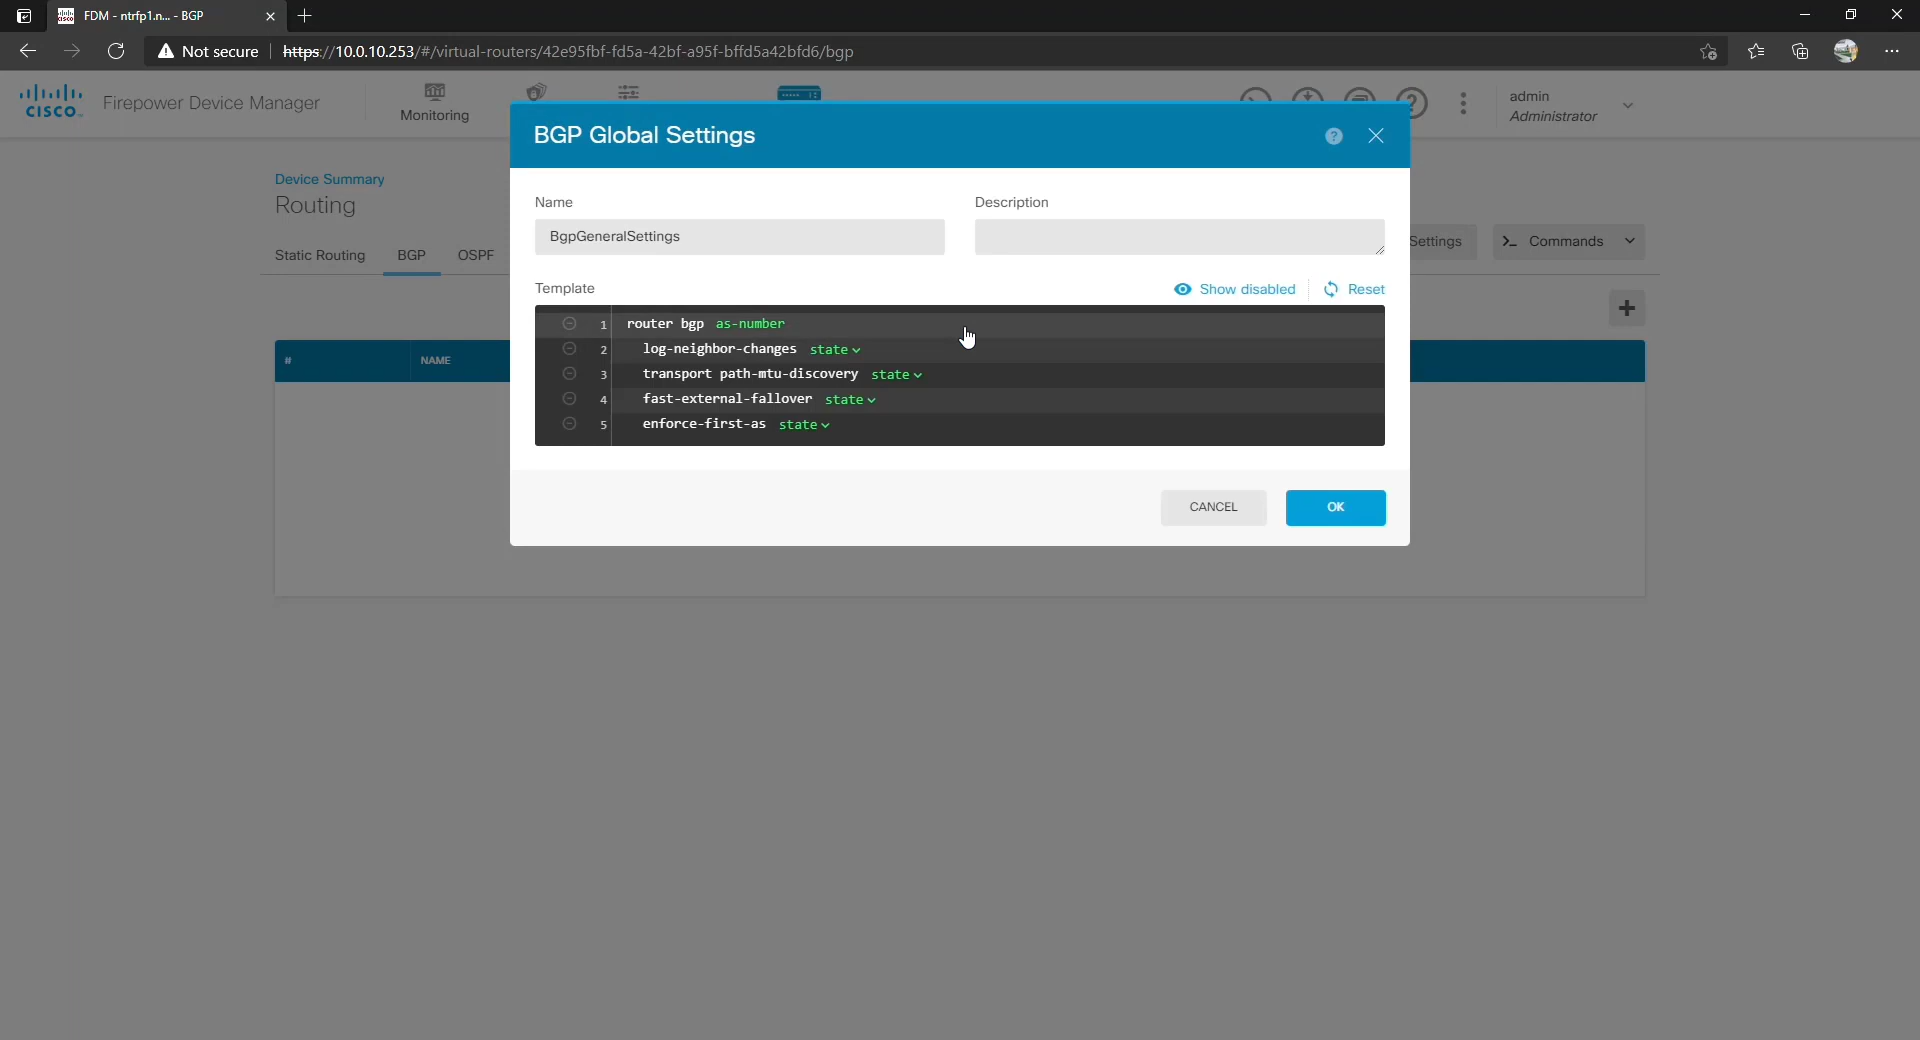 FDM - ntrfp1.n... - BGP
Not secure
https://10.0.10.253/#/virtual-routers/42e95fbf-fd5a-42bf-a95f-bffd5a42bfd6/bgp
CISCO
Firepower Device Manager
Monitoring
admin
Administrator
BGP Global Settings
Device Summary
Routing
Static Routing
BGP
OSPF
Settings
Commands
#
NAME
Name
Description
BgpGeneralSettings
Template
Show disabled
Reset
1 router bgp as-number
2 log-neighbor-changes state
3 transport path-mtu-discovery state
4 fast-external-fallover state
5 enforce-first-as state
CANCEL
OK